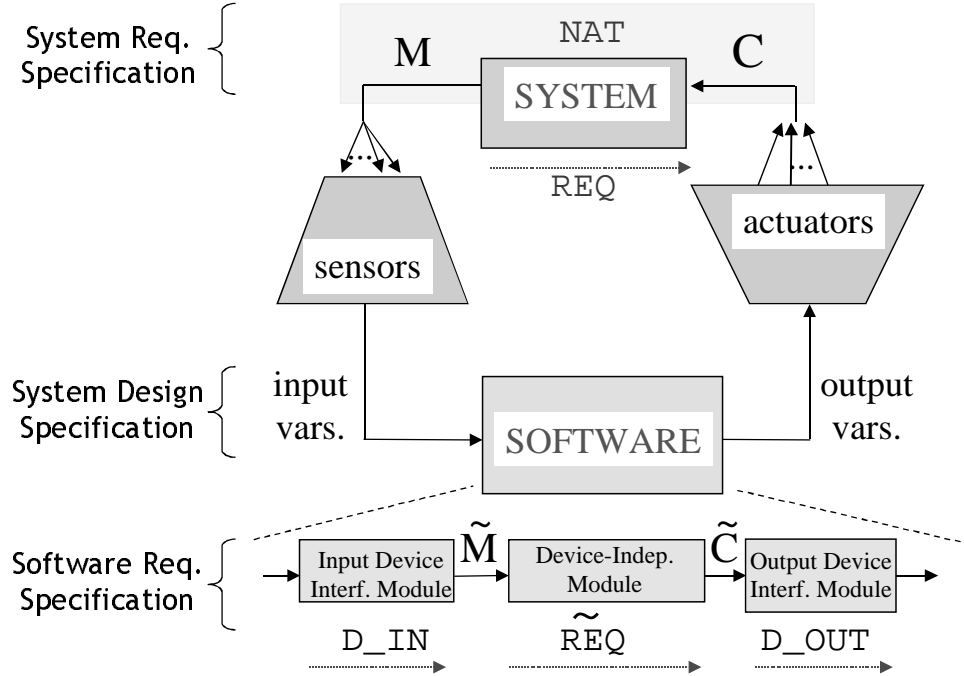 System Req.
Specification
NAT
M
C
SYSTEM
REQ
...
...
sensors
actuators
System Design
Specification
input
vars.
SOFTWARE
output
vars.
Software Req.
Specification
Input Device
Interf. Module
M̃
Device-Indep.
Module
C̃
Output Device
Interf. Module
D_IN
R͠EQ
D_OUT